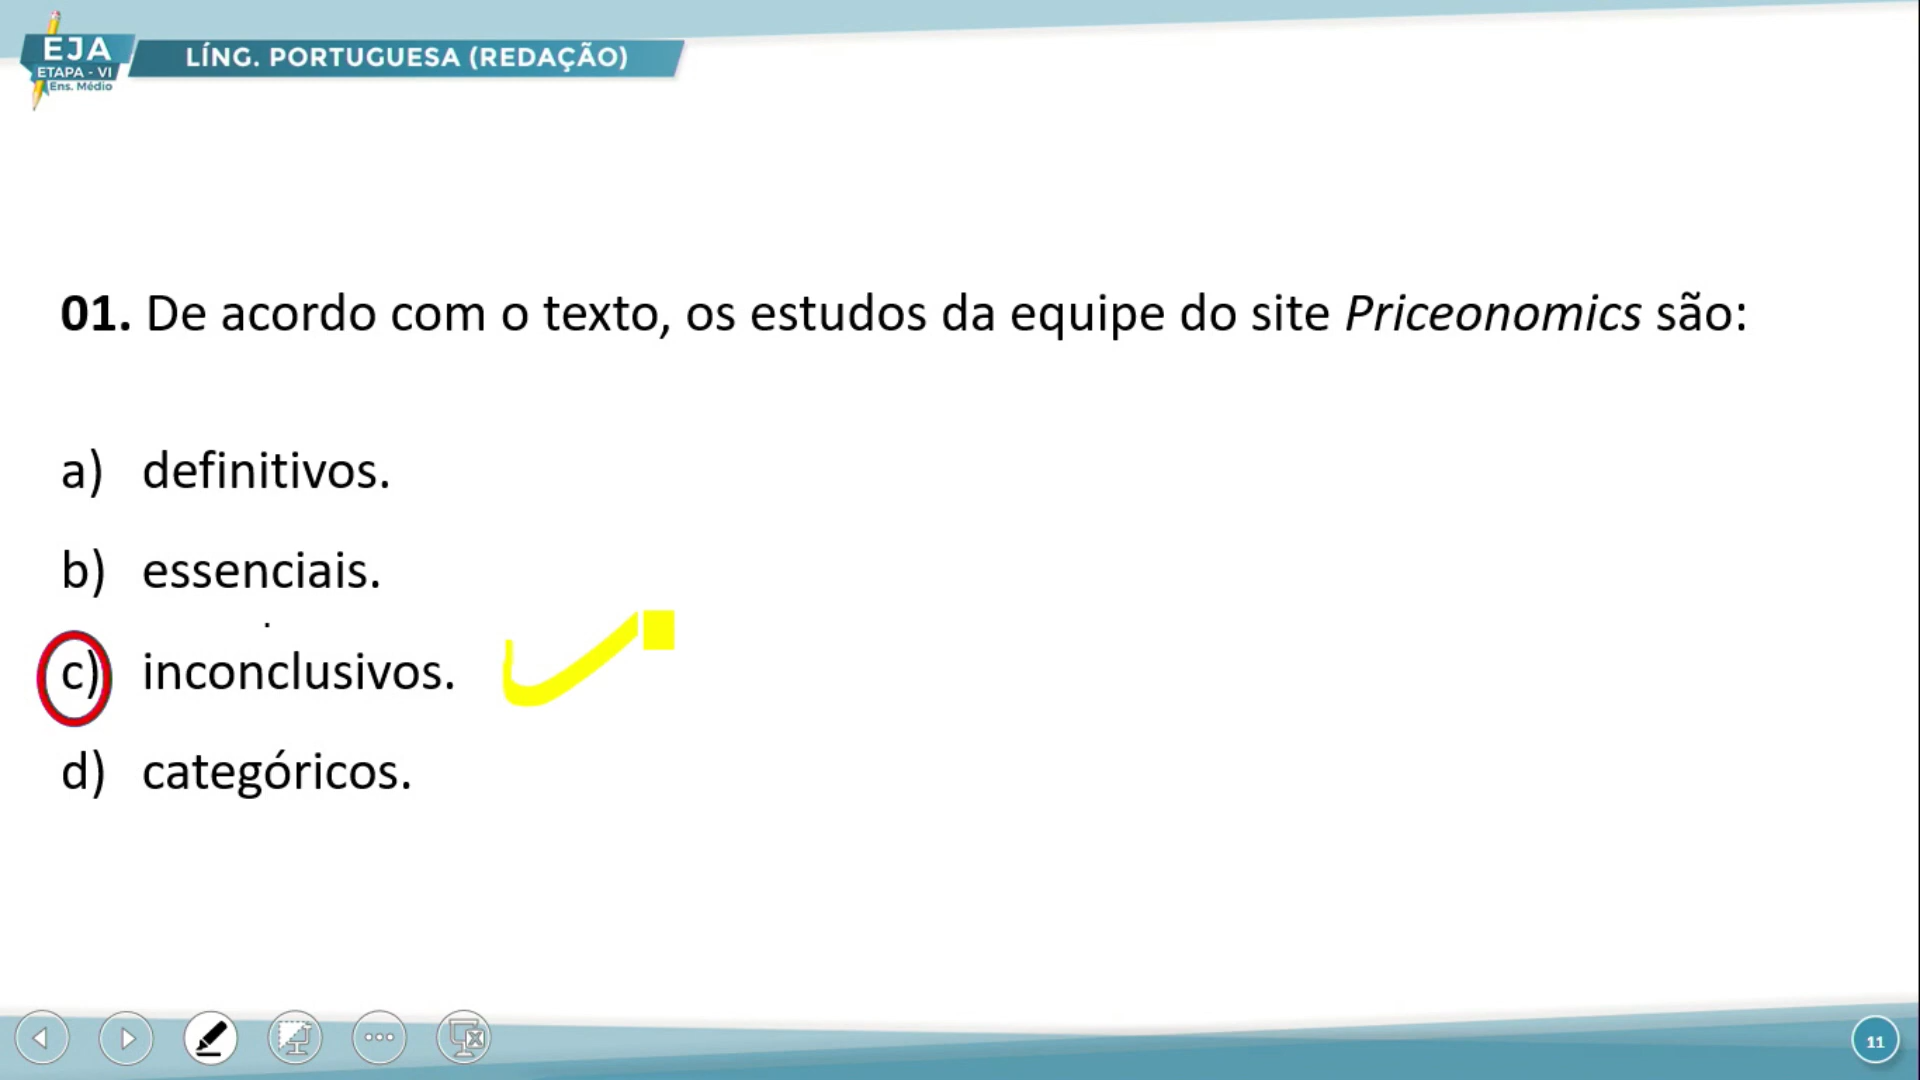 EJA
ETAPA - VI
Ens. Médio
LÍNG. PORTUGUESA (REDAÇÃO)
01. De acordo com o texto, os estudos da equipe do site Priceonomics são:
a) definitivos.
b) essenciais.
c) inconclusivos.
d) categóricos.
11